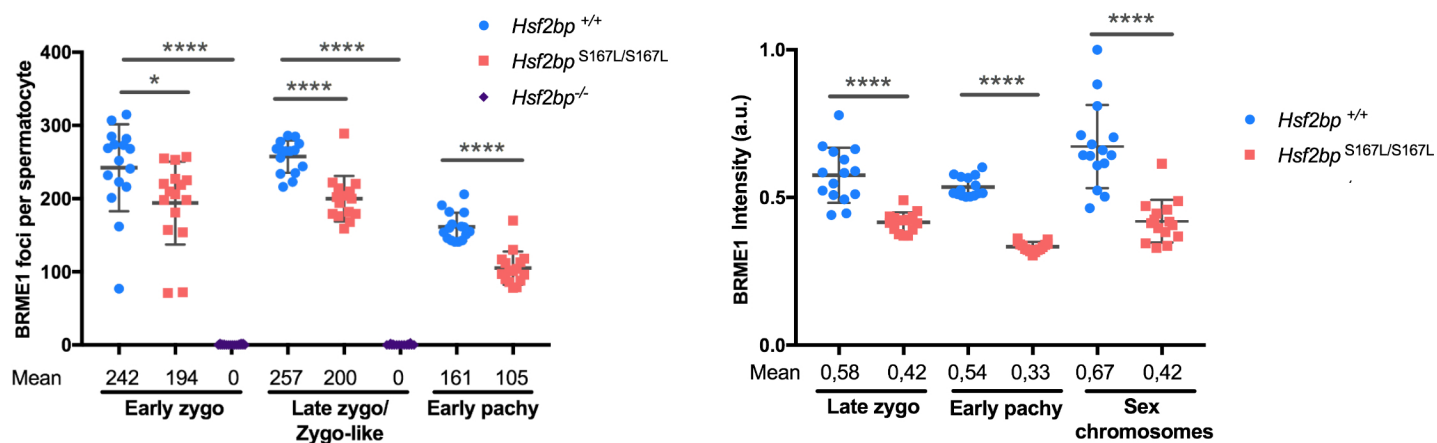 Hsf2bp +/+
Hsf2bp S167L/S167L
Hsf2bp-/-
BRME1 foci per spermatocyte
400
300
200
100
0
****
*
****
****
****
Mean 242 194 0 257 200 0 161 105
Early zygo
Late zygo/
Zygo-like
Early pachy
BRME1 Intensity (a.u.)
1.0
0.5
0.0
****
****
****
Hsf2bp +/+
Hsf2bp S167L/S167L
Mean 0,58 0,42 0,54 0,33 0,67 0,42
Late zygo
Early pachy
Sex
chromosomes